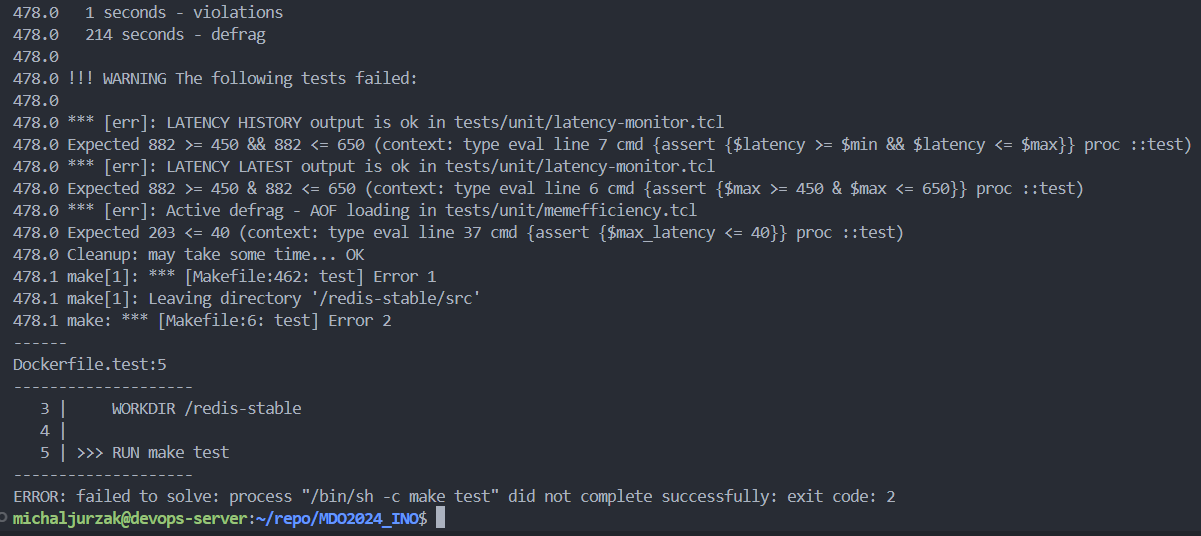 478.0   1 seconds - violations
478.0   214 seconds - defrag
478.0
478.0 !!! WARNING The following tests failed:
478.0
478.0 *** [err]: LATENCY HISTORY output is ok in tests/unit/latency-monitor.tcl
478.0 Expected 882 >= 450 && 882 <= 650 (context: type eval line 7 cmd {assert {$latency >= $min && $latency <= $max}} proc ::test)
478.0 *** [err]: LATENCY LATEST output is ok in tests/unit/latency-monitor.tcl
478.0 Expected 882 >= 450 & 882 <= 650 (context: type eval line 6 cmd {assert {$max >= 450 & $max <= 650}} proc ::test)
478.0 *** [err]: Active defrag - AOF loading in tests/unit/memefficiency.tcl
478.0 Expected 203 <= 40 (context: type eval line 37 cmd {assert {$max_latency <= 40}} proc ::test)
478.0 Cleanup: may take some time... OK
478.1 make[1]: *** [Makefile:462: test] Error 1
478.1 make[1]: Leaving directory '/redis-stable/src'
478.1 make: *** [Makefile:6: test] Error 2
------
Dockerfile.test:5
--------------------
   3 |     WORKDIR /redis-stable
   4 |
   5 | >>> RUN make test
--------------------
ERROR: failed to solve: process "/bin/sh -c make test" did not complete successfully: exit code: 2
michaljurzak@devops-server:~/repo/MDO2024_INO$